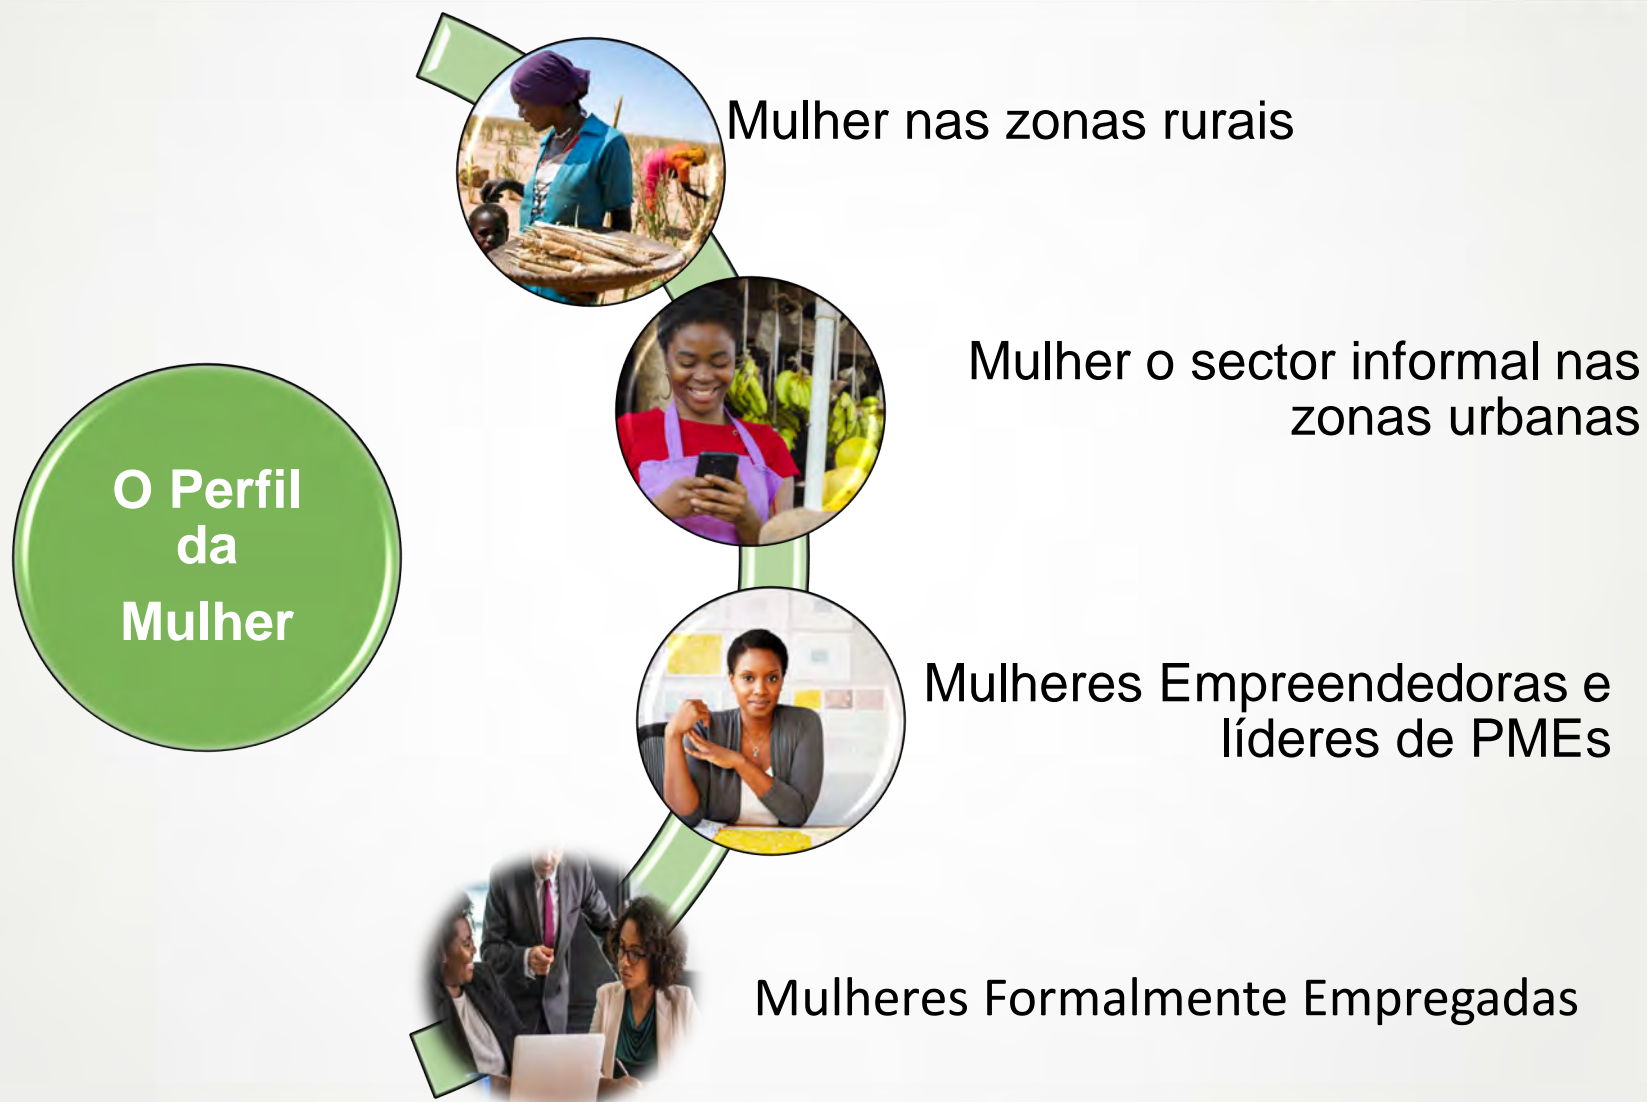 O Perfil
da
Mulher
Mulher nas zonas rurais
Mulher o sector informal nas
zonas urbanas
Mulheres Empreendedoras e
líderes de PMEs
Mulheres Formalmente Empregadas